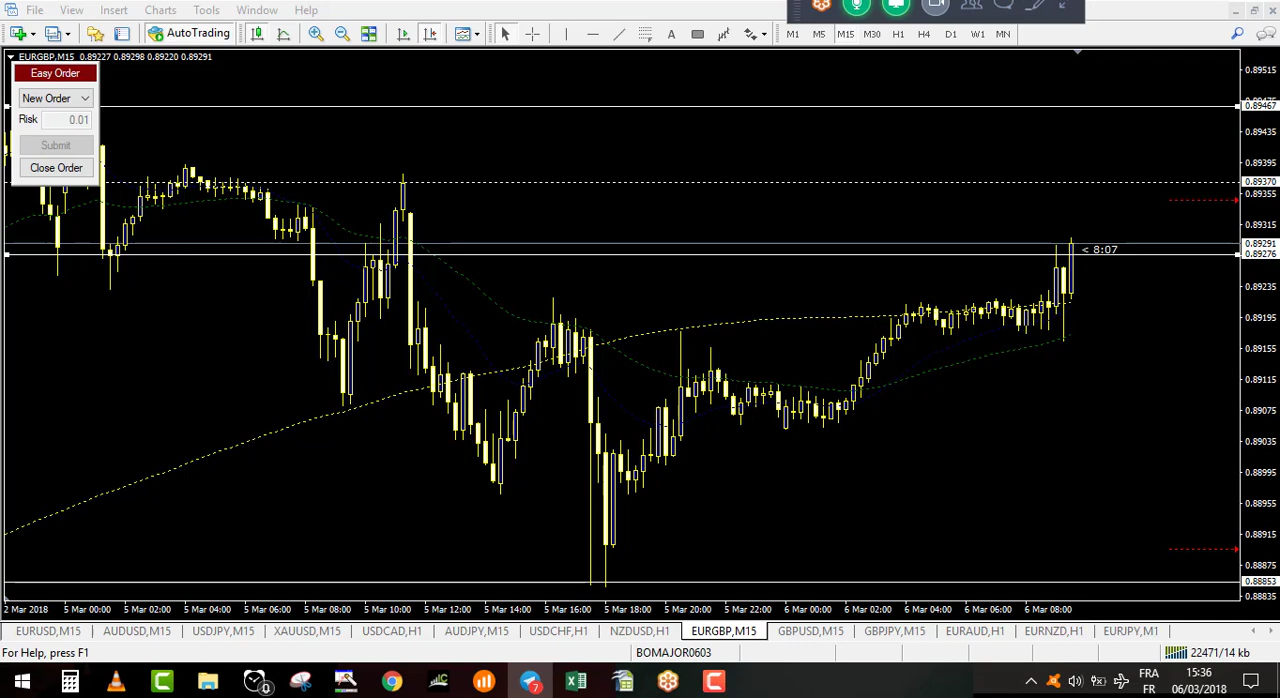 File View Insert Charts Tools Window Help
AutoTrading M1 M5 M15 M30 H1 H4 D1 W1 MN
EURGBP,M15 0.89227 0.89298 0.89220 0.89291
Easy Order
New Order
Risk 0.01
Submit
Close Order
0.89515
0.89467
0.89435
0.89395
0.89370
0.89355
0.89315
0.89291
< 8:07
0.89276
0.89235
0.89195
0.89155
0.89115
0.89075
0.89035
0.88995
0.88955
0.88915
0.88875
0.88853
0.88835
2 Mar 2018 5 Mar 00:00 5 Mar 02:00 5 Mar 04:00 5 Mar 06:00 5 Mar 08:00 5 Mar 10:00 5 Mar 12:00 5 Mar 14:00 5 Mar 16:00 5 Mar 18:00 5 Mar 20:00 5 Mar 22:00 6 Mar 00:00 6 Mar 02:00 6 Mar 04:00 6 Mar 06:00 6 Mar 08:00
EURUSD,M15 AUDUSD,M15 USDJPY,M15 XAUUSD,M15 USDCAD,H1 AUDJPY,M15 USDCHF,H1 NZDUSD,H1 EURGBP,M15 GBPUSD,M15 GBPJPY,M15 EURAUD,H1 EURNZD,H1 EURJPY,M1
For Help, press F1 BOMAJOR0603 22471/14 kb
FRA 15:36
FR 06/03/2018